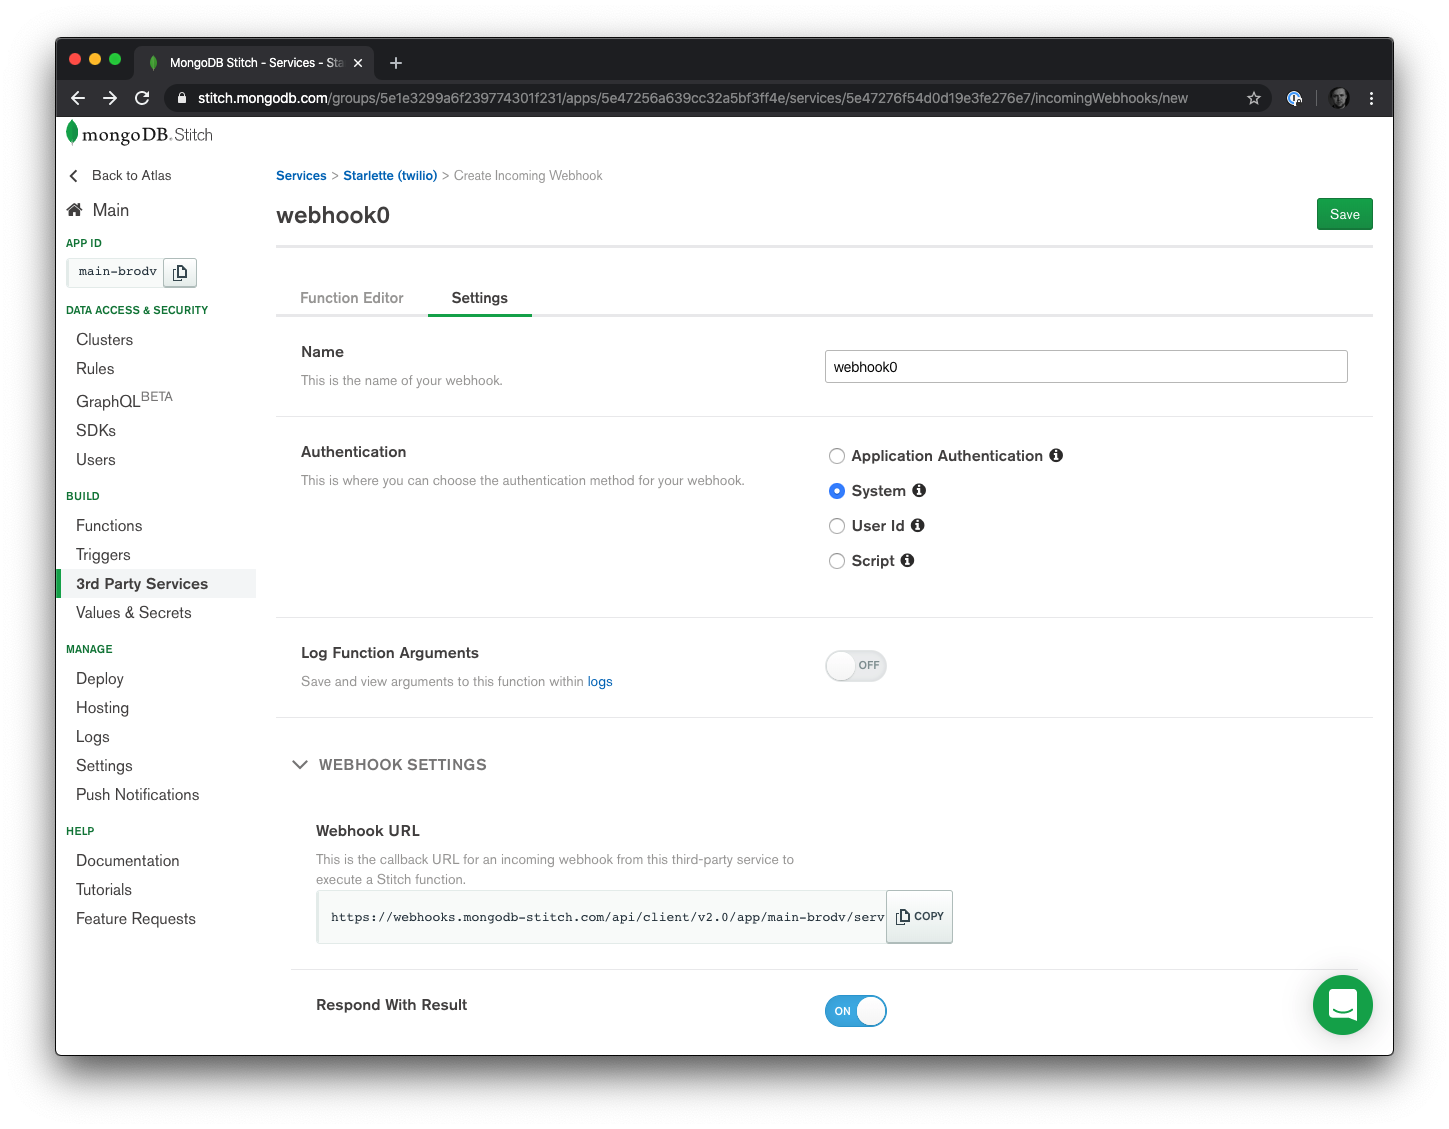 MongoDB Stitch - Services - Sta
stitch.mongodb.com/groups/5e1e3299a6f239774301f231/apps/5e47256a639cc32a5bf3ff4e/services/5e47276f54d0d19e3fe276e7/incomingWebhooks/new
mongoDB. Stitch
Back to Atlas
Main
APP ID
main-brodv
DATA ACCESS & SECURITY
Clusters
Rules
GraphQL BETA
SDKs
Users
BUILD
Functions
Triggers
3rd Party Services
Values & Secrets
MANAGE
Deploy
Hosting
Logs
Settings
Push Notifications
HELP
Documentation
Tutorials
Feature Requests
Services > Starlette (twilio) > Create Incoming Webhook
webhook0
Save
Function Editor Settings
Name
This is the name of your webhook.
webhook0
Authentication
This is where you can choose the authentication method for your webhook.
Application Authentication
System
User Id
Script
Log Function Arguments
Save and view arguments to this function within logs
OFF
WEBHOOK SETTINGS
Webhook URL
This is the callback URL for an incoming webhook from this third-party service to
execute a Stitch function.
https://webhooks.mongodb-stitch.com/api/client/v2.0/app/main-brodv/serv
COPY
Respond With Result
ON